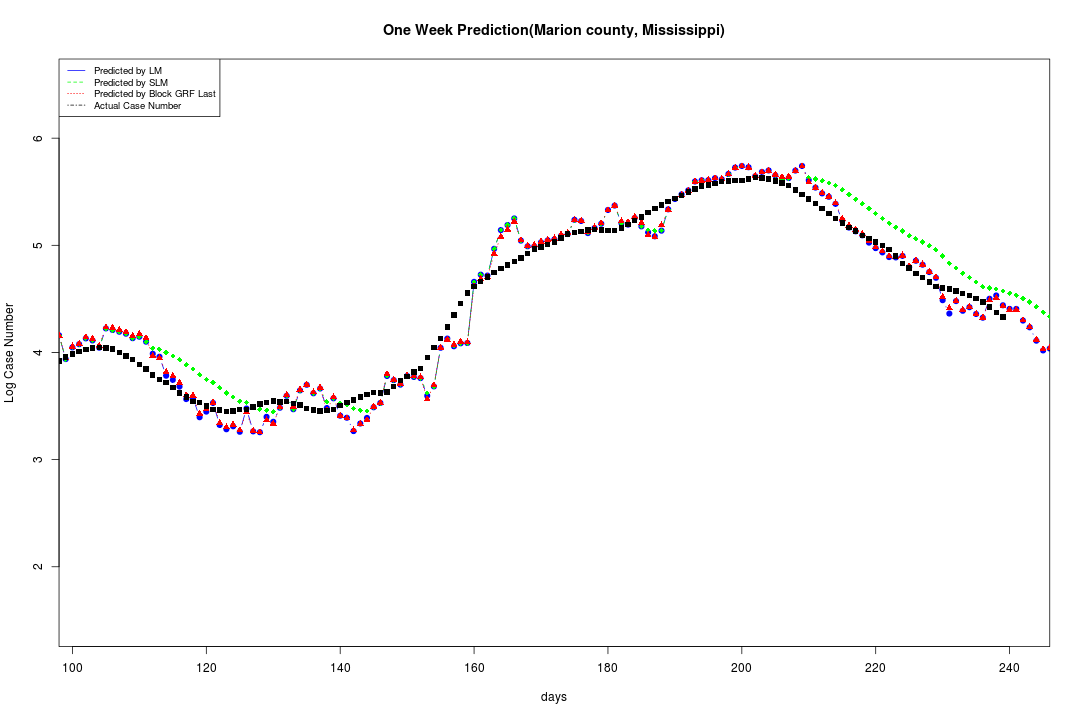 One Week Prediction(Marion county, Mississippi)
Predicted by LM
Predicted by SLM
Predicted by Block GRF Last
Actual Case Number
6
5
4
3
2
Log Case Number
100 120 140 160 180 200 220 240
days